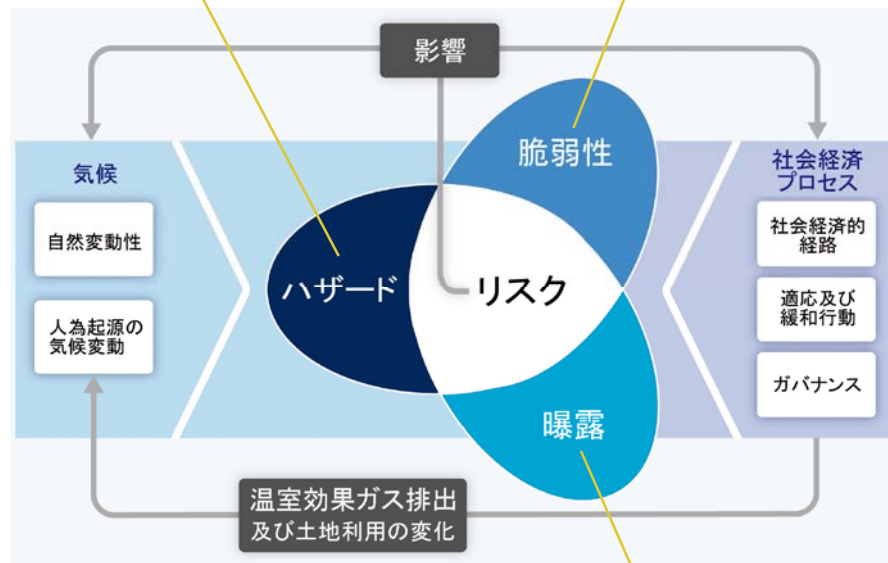 影響
気候
自然変動性
人為起源の
気候変動
ハザード
脆弱性
リスク
曝露
社会経済
プロセス
社会経済的
経路
適応及び
緩和行動
ガバナンス
温室効果ガス排出
及び土地利用の変化